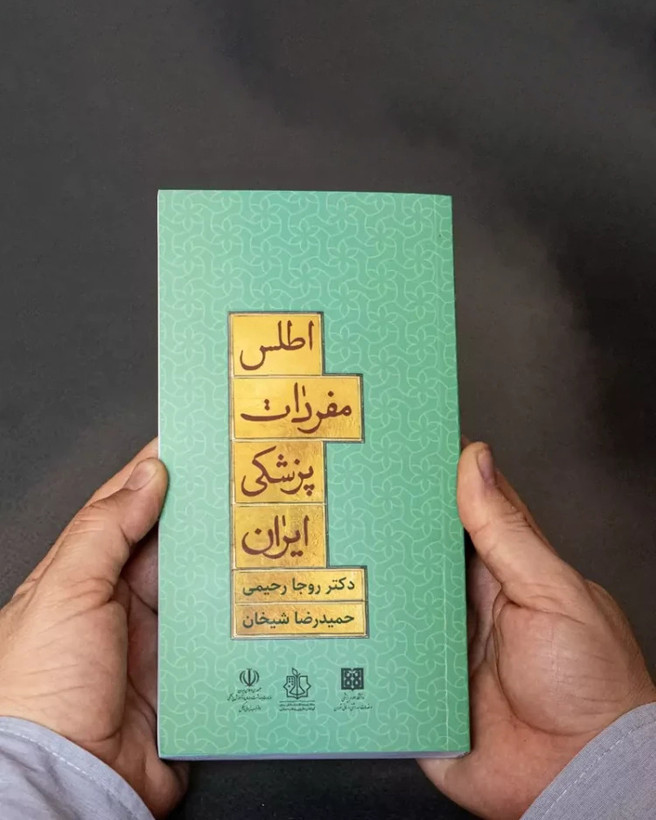 اطلس
مفردات
پزشکی
ایران
دکتر روجا رحیمی
حمیدرضا شیخان